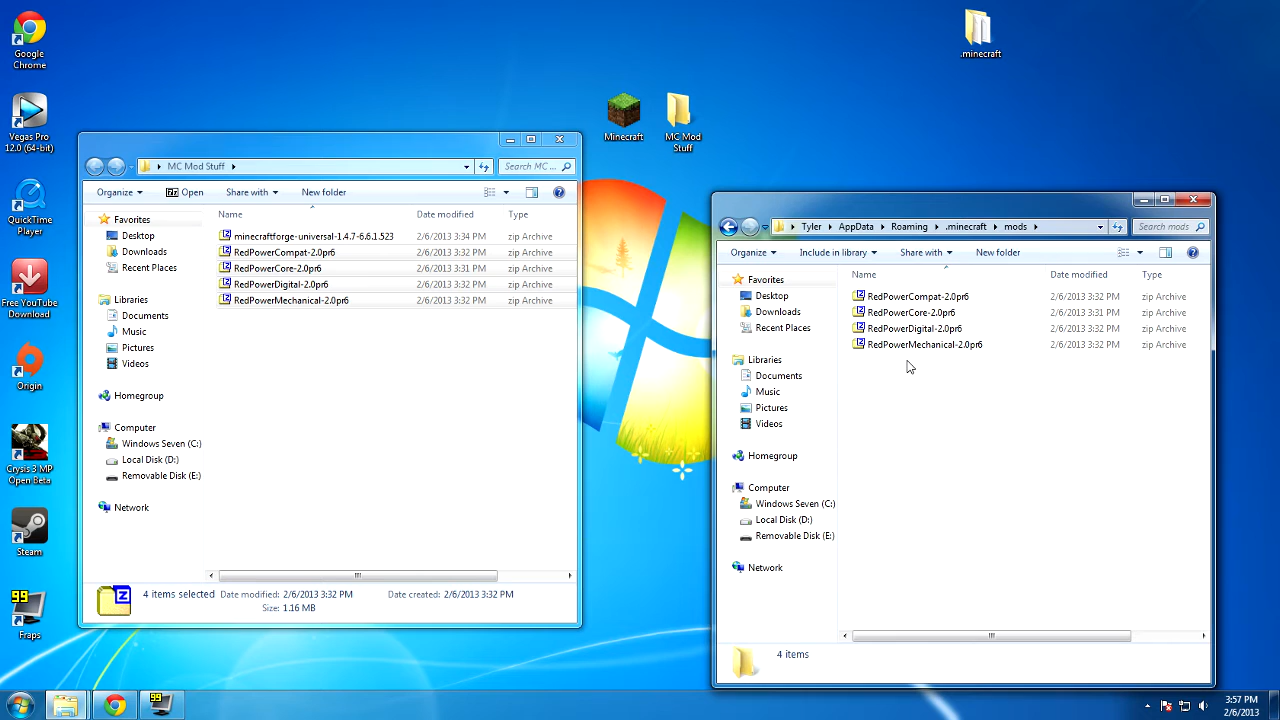 Google
Chrome
Vegas Pro
12.0 (64-bit)
QuickTime
Player
Free YouTube
Download
Origin
Crysis 3 MP
Open Beta
Steam
99
Fraps
Minecraft
MC Mod
Stuff
.minecraft
MC Mod Stuff
Search MC ...
Organize
Open
Share with
New folder
Name
Date modified
Type
Favorites
Desktop
Downloads
Recent Places
Libraries
Documents
Music
Pictures
Videos
Homegroup
Computer
Windows Seven (C:)
Local Disk (D:)
Removable Disk (E:)
Network
minecraftforge-universal-1.4.7-6.6.1.523 2/6/2013 3:34 PM zip Archive
RedPowerCompat-2.0pr6 2/6/2013 3:32 PM zip Archive
RedPowerCore-2.0pr6 2/6/2013 3:31 PM zip Archive
RedPowerDigital-2.0pr6 2/6/2013 3:32 PM zip Archive
RedPowerMechanical-2.0pr6 2/6/2013 3:32 PM zip Archive
4 items selected Date modified: 2/6/2013 3:32 PM Date created: 2/6/2013 3:32 PM
Size: 1.16 MB
Tyler AppData Roaming .minecraft mods
Search mods
Organize
Include in library
Share with
New folder
Name
Date modified
Type
Favorites
Desktop
Downloads
Recent Places
Libraries
Documents
Music
Pictures
Videos
Homegroup
Computer
Windows Seven (C:
Local Disk (D:)
Removable Disk (E:
Network
RedPowerCompat-2.0pr6 2/6/2013 3:32 PM zip Archive
RedPowerCore-2.0pr6 2/6/2013 3:31 PM zip Archive
RedPowerDigital-2.0pr6 2/6/2013 3:32 PM zip Archive
RedPowerMechanical-2.0pr6 2/6/2013 3:32 PM zip Archive
4 items
99
3:57 PM
2/6/2013